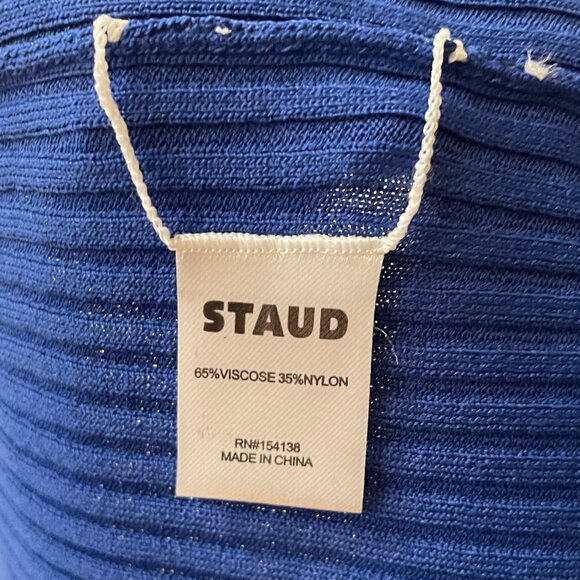 STAUD
65%VISCOSE 35%NYLON
RN#154138
MADE IN CHINA